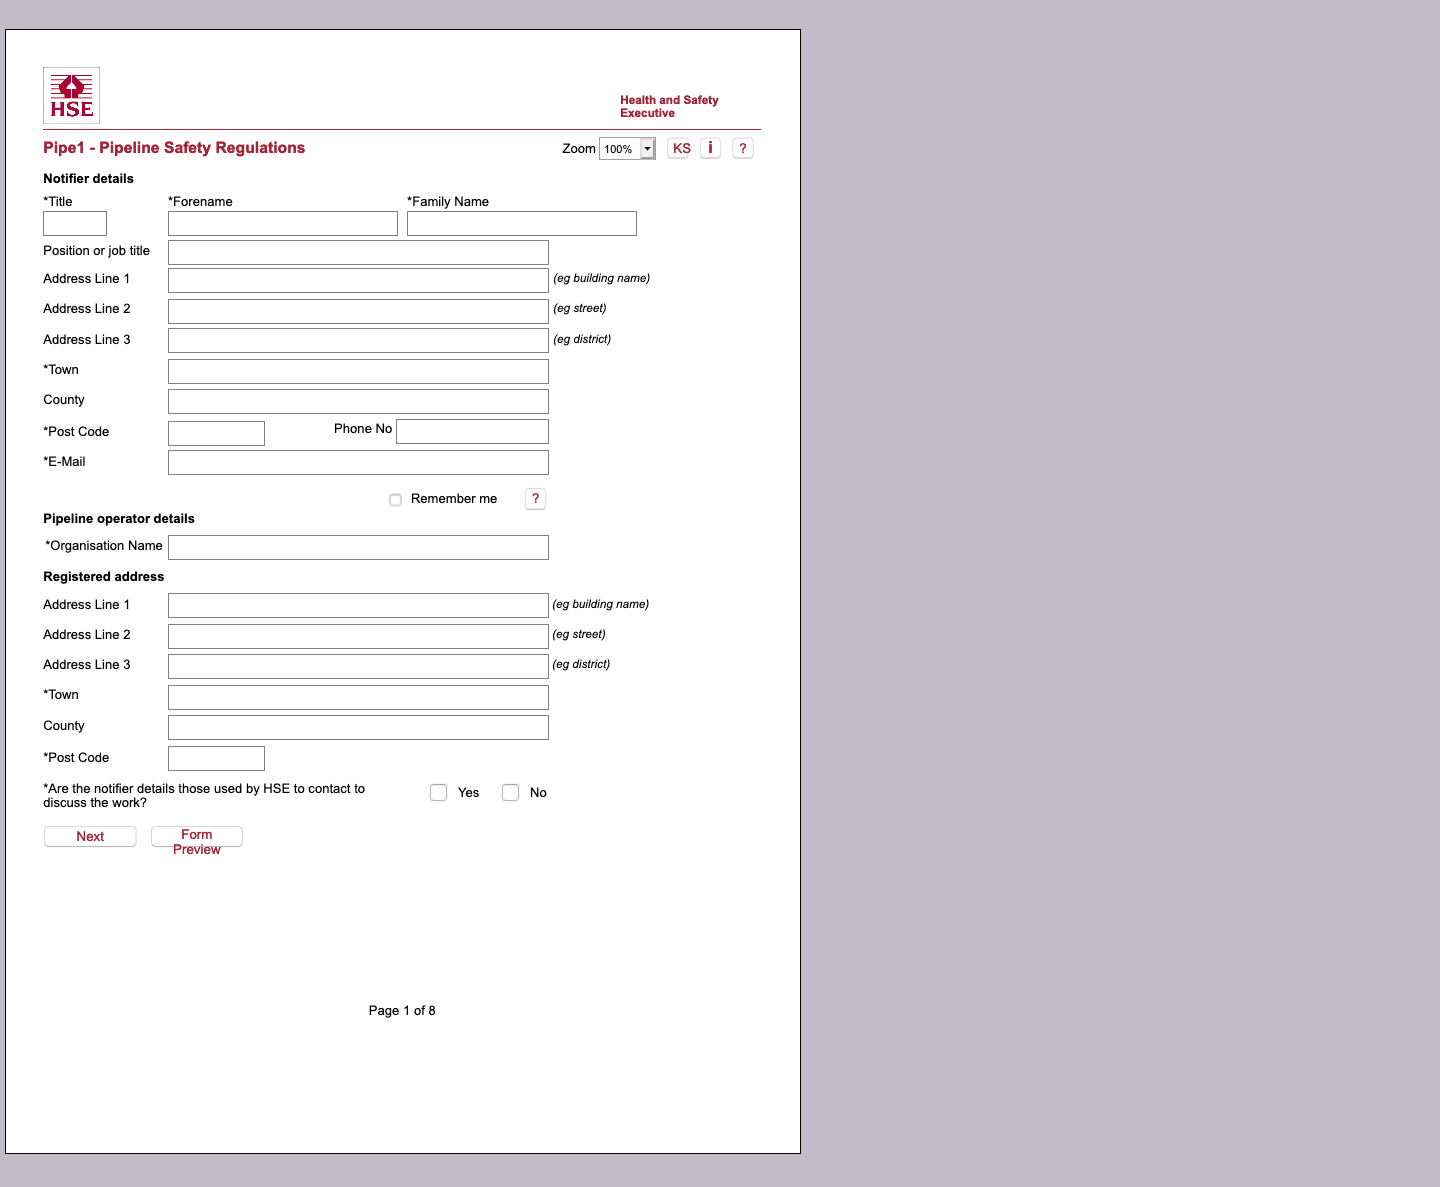 HSE
Health and Safety
Executive
Pipe1 - Pipeline Safety Regulations
Zoom 100% KS i ?
Notifier details
*Title *Forename *Family Name
Position or job title
Address Line 1 (eg building name)
Address Line 2 (eg street)
Address Line 3 (eg district)
*Town
County
*Post Code Phone No
*E-Mail
Remember me ?
Pipeline operator details
*Organisation Name
Registered address
Address Line 1 (eg building name)
Address Line 2 (eg street)
Address Line 3 (eg district)
*Town
County
*Post Code
*Are the notifier details those used by HSE to contact to
discuss the work?
Yes No
Next Form
Preview
Page 1 of 8